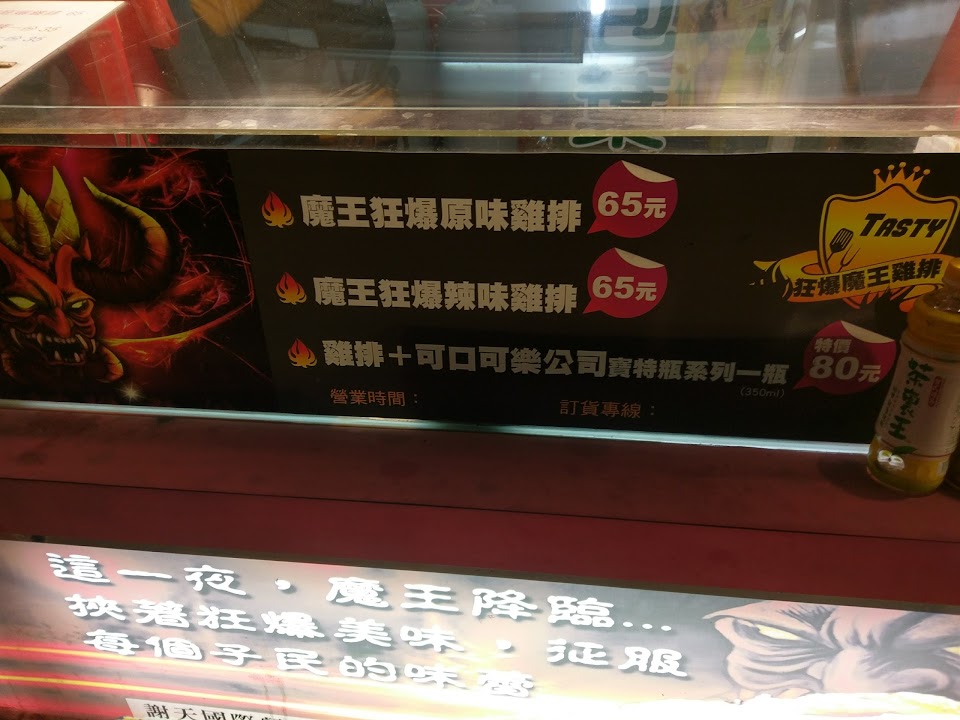 魔王狂爆原味雞排 65元
魔王狂爆辣味雞排 65元
雞排＋可口可樂公司寶特瓶系列一瓶 特價 80元
(350ml)
營業時間：
訂貨專線：
TASTY
狂爆魔王雞排
這一夜，魔王降臨...
挾著狂爆美味，征服
每個子民的味蕾
謝天國際